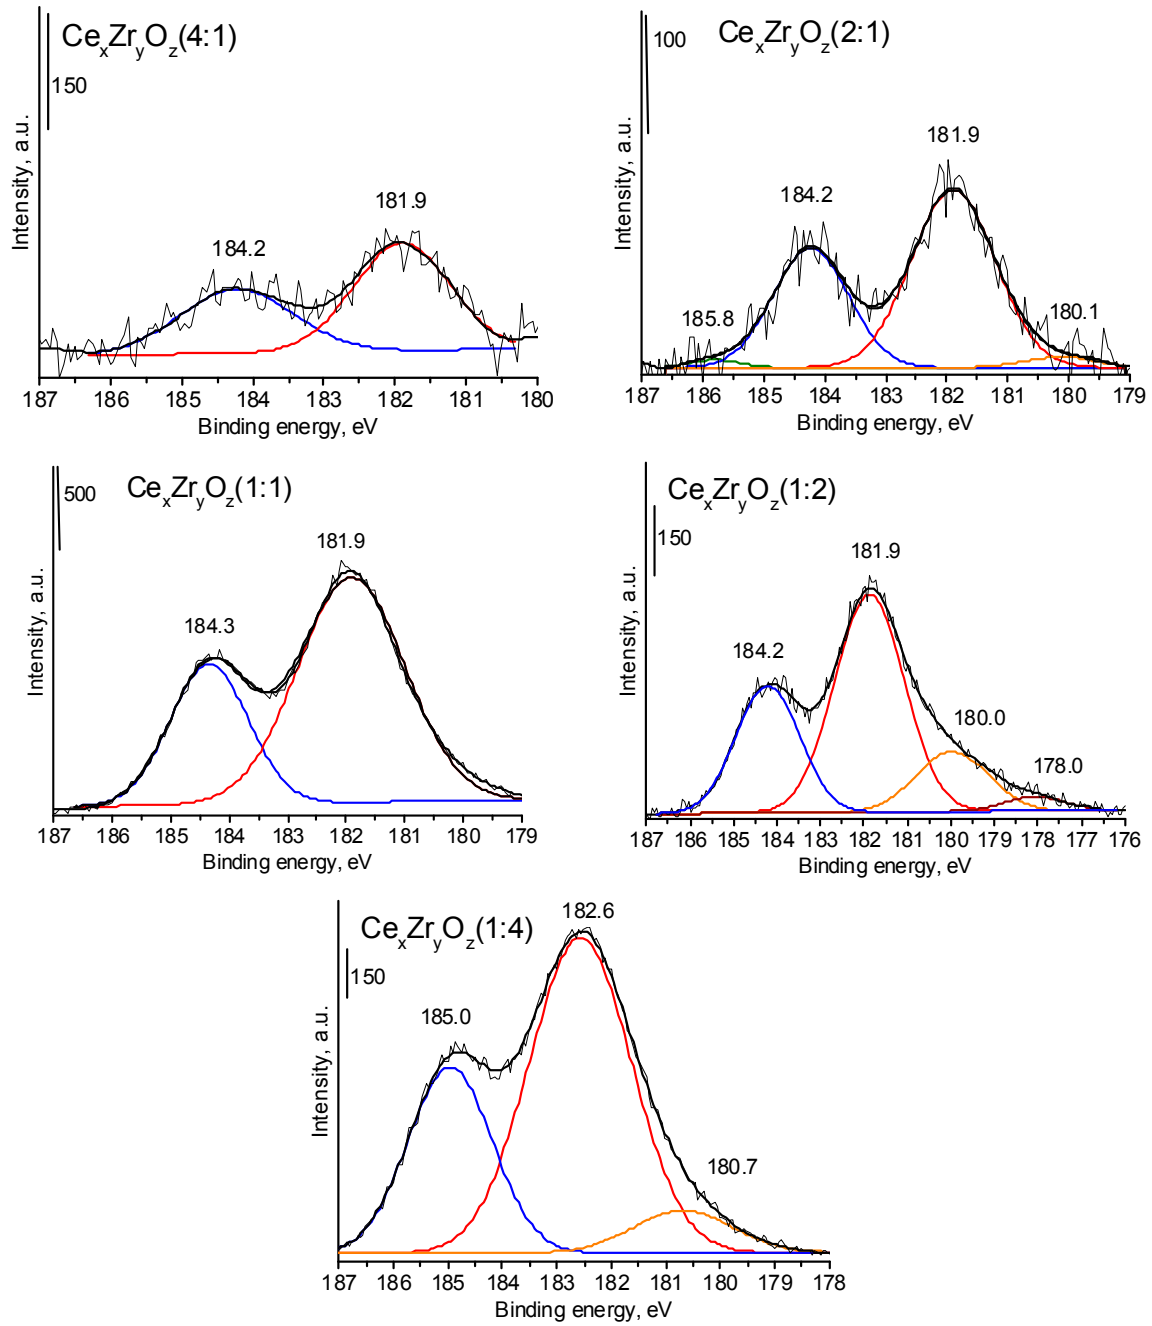 Ce_xZr_yO_z(4:1)
150
184.2
181.9
Intensity, a.u.
187 186 185 184 183 182 181 180
Binding energy, eV
Ce_xZr_yO_z(2:1)
100
181.9
184.2
185.8
180.1
Intensity, a.u.
187 186 185 184 183 182 181 180 179
Binding energy, eV
Ce_xZr_yO_z(1:1)
500
181.9
184.3
Intensity, a.u.
187 186 185 184 183 182 181 180 179
Binding energy, eV
Ce_xZr_yO_z(1:2)
150
181.9
184.2
180.0
178.0
Intensity, a.u.
187 186 185 184 183 182 181 180 179 178 177 176
Binding energy, eV
Ce_xZr_yO_z(1:4)
182.6
150
185.0
180.7
Intensity, a.u.
187 186 185 184 183 182 181 180 179 178
Binding energy, eV